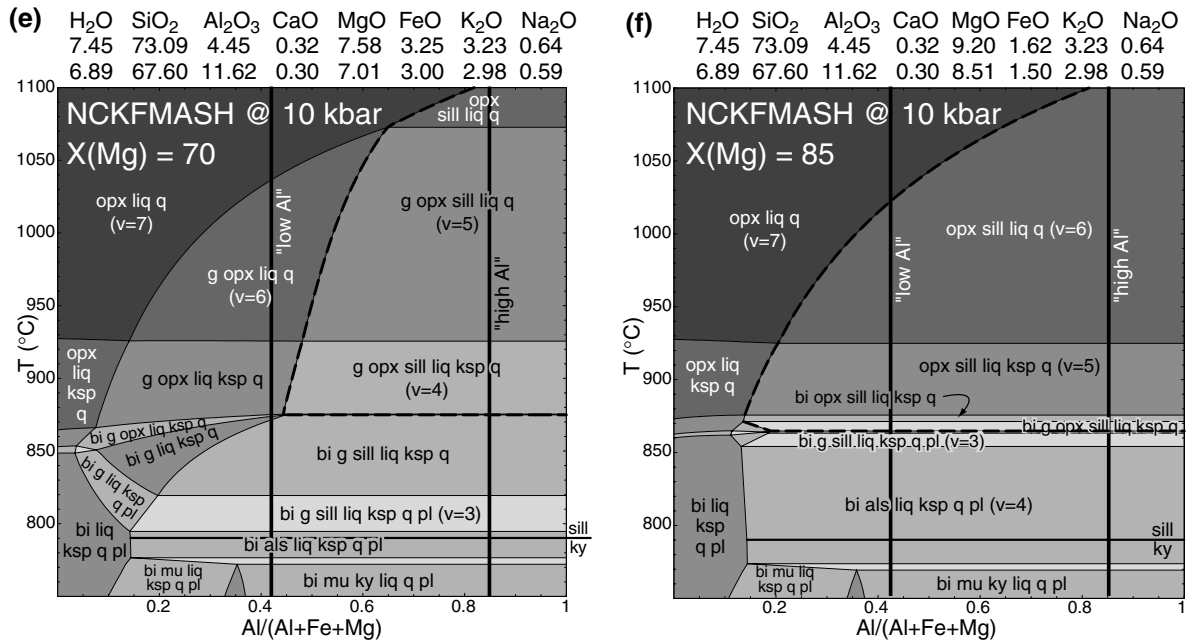 (e)
H₂O SiO₂ Al₂O₃ CaO MgO FeO K₂O Na₂O
7.45 73.09 4.45 0.32 7.58 3.25 3.23 0.64
6.89 67.60 11.62 0.30 7.01 3.00 2.98 0.59
1100
1050
1000
950
900
850
800
T (°C)
NCKFMASH @ 10 kbar
X(Mg) = 70
opx
sill liq q
opx liq q
(v=7)
g opx sill liq q
(v=5)
"low Al"
g opx liq q
(v=6)
"high Al"
opx
liq
ksp
q
g opx liq ksp q
g opx sill liq ksp q
(v=4)
bi g opx liq ksp q
bi g liq ksp q
bi g sill liq ksp q
bi g liq ksp
q pl
bi g sill liq ksp q pl (v=3)
bi liq
ksp q pl
sill
bi als liq ksp q pl
ky
bi mu liq
ksp q pl
bi mu ky liq q pl
0.2 0.4 0.6 0.8 1
Al/(Al+Fe+Mg)
(f)
H₂O SiO₂ Al₂O₃ CaO MgO FeO K₂O Na₂O
7.45 73.09 4.45 0.32 9.20 1.62 3.23 0.64
6.89 67.60 11.62 0.30 8.51 1.50 2.98 0.59
1100
1050
1000
950
900
850
800
T (°C)
NCKFMASH @ 10 kbar
X(Mg) = 85
opx liq q
(v=7)
opx sill liq q (v=6)
"low Al"
"high Al"
opx liq
ksp q
opx sill liq ksp q (v=5)
bi opx sill liq ksp q
bi g opx sill liq ksp q
bi g sill liq ksp q pl (v=3)
bi liq
ksp
q pl
bi als liq ksp q pl (v=4)
sill
ky
bi mu liq
ksp q pl
bi mu ky liq q pl
0.2 0.4 0.6 0.8 1
Al/(Al+Fe+Mg)